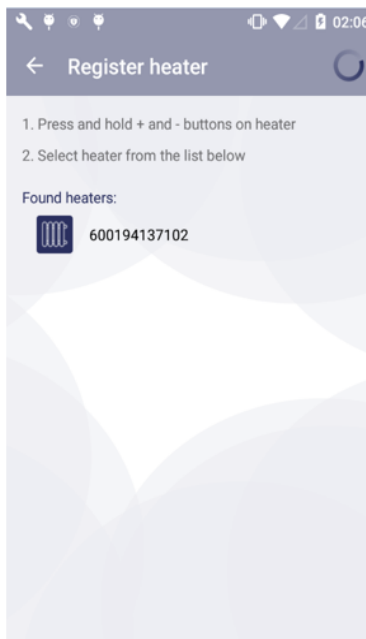 02:06
Register heater
1. Press and hold + and - buttons on heater
2. Select heater from the list below
Found heaters:
600194137102